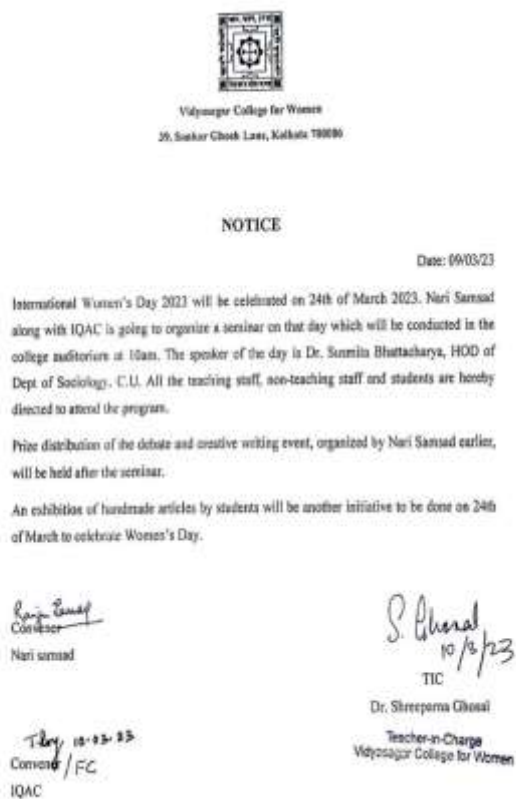 Vidyasagar College for Women
39, Sankar Ghosh Lane, Kolkata 700006
NOTICE
Date: 09/03/23
International Women's Day 2023 will be celebrated on 24th of March 2023. Nari Samsad
along with IQAC is going to organize a seminar on that day which will be conducted in the
college auditorium at 10am. The speaker of the day is Dr. Susmita Bhattacharya, HOD of
Dept of Sociology, C.U. All the teaching staff, non-teaching staff and students are hereby
directed to attend the program.
Prize distribution of the debate and creative writing event, organized by Nari Samsad earlier,
will be held after the seminar.
An exhibition of handmade articles by students will be another initiative to be done on 24th
of March to celebrate Women's Day.
Convener
Nari samsad
S. Ghosal
10/3/23
TIC
Dr. Shreeparna Ghosal
Teacher-in-Charge
Vidyasagar College for Women
10-03-23
Convener/FC
IQAC